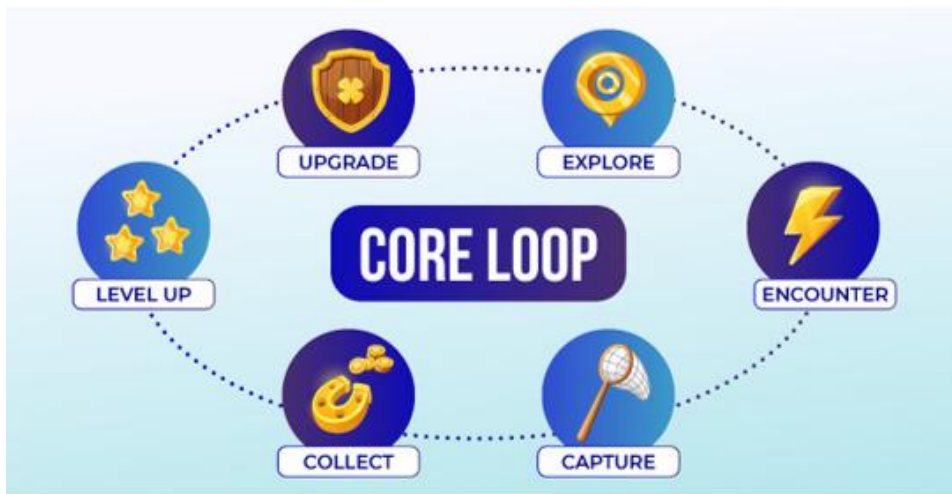 UPGRADE
EXPLORE
LEVEL UP
CORE LOOP
ENCOUNTER
COLLECT
CAPTURE